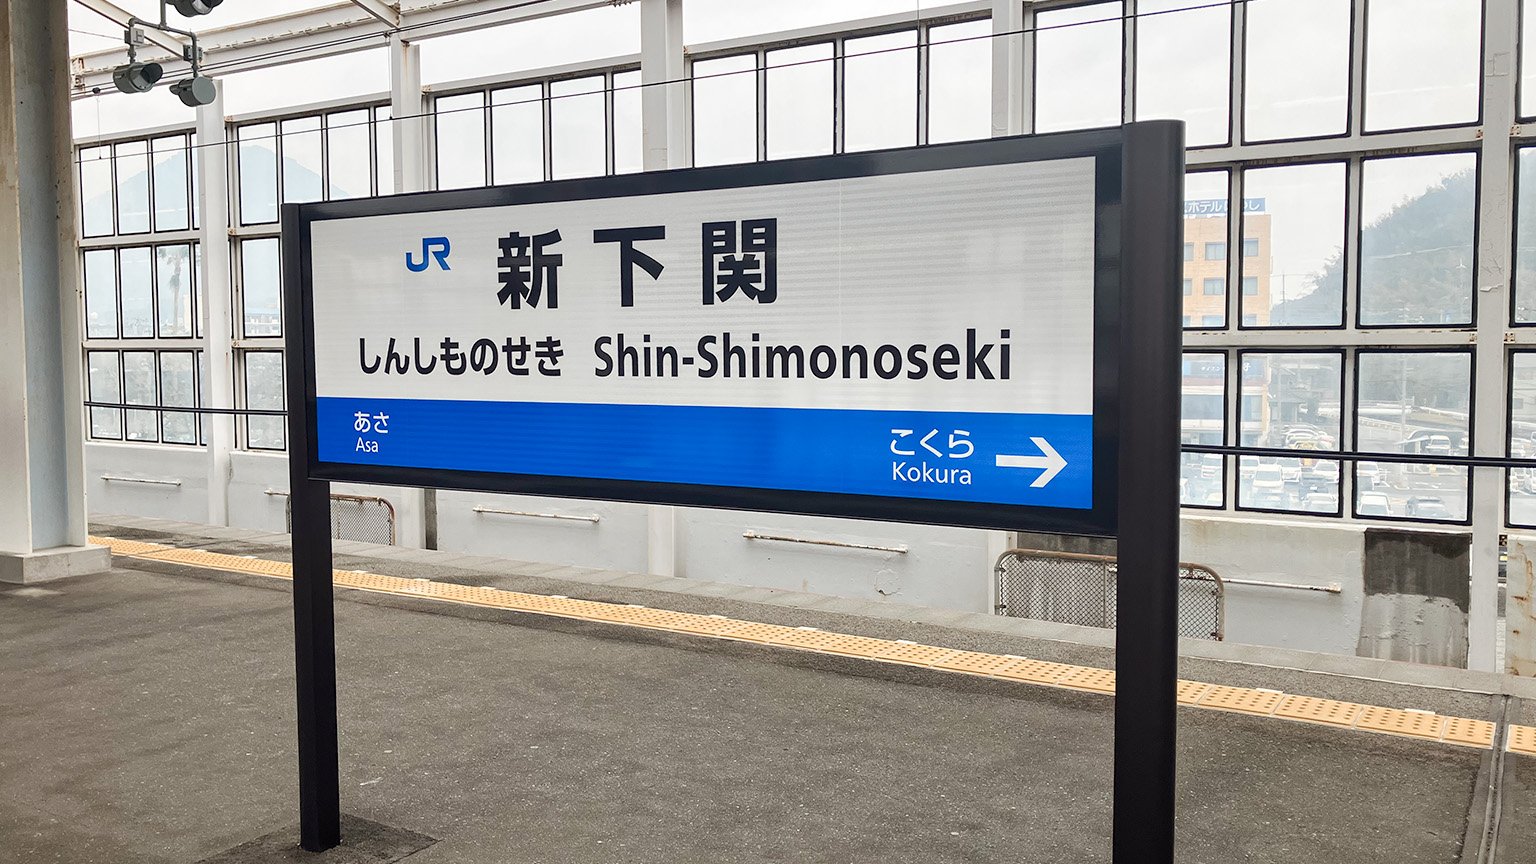 JR 新下関
しんしものせき Shin-Shimonoseki
あさ
Asa
こくら →
Kokura